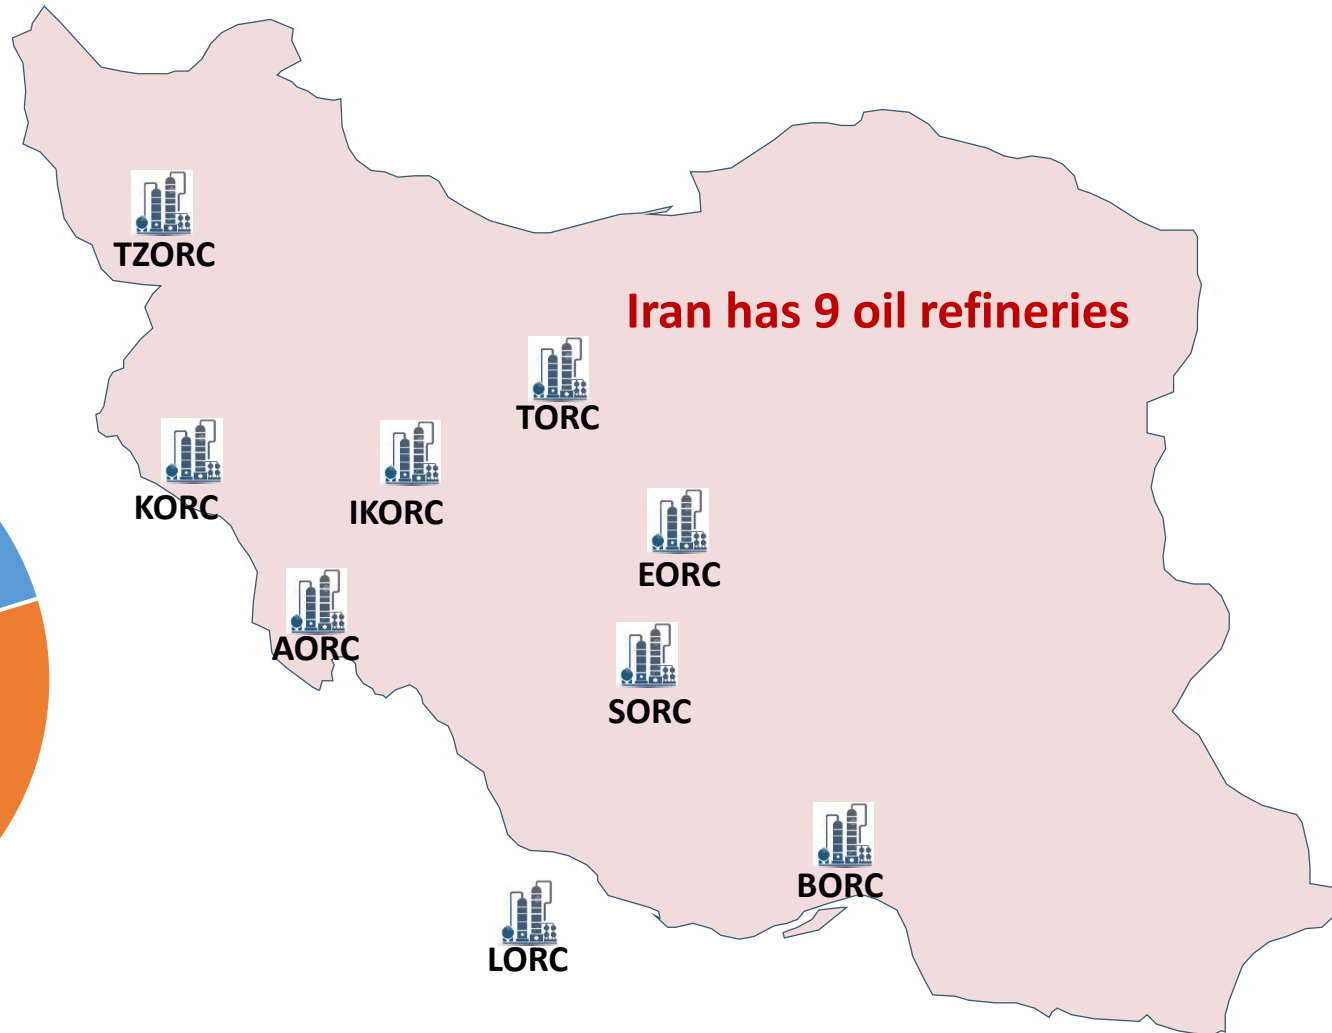 TZORC
Iran has 9 oil refineries
TORC
KORC
IKORC
EORC
AORC
SORC
BORC
LORC